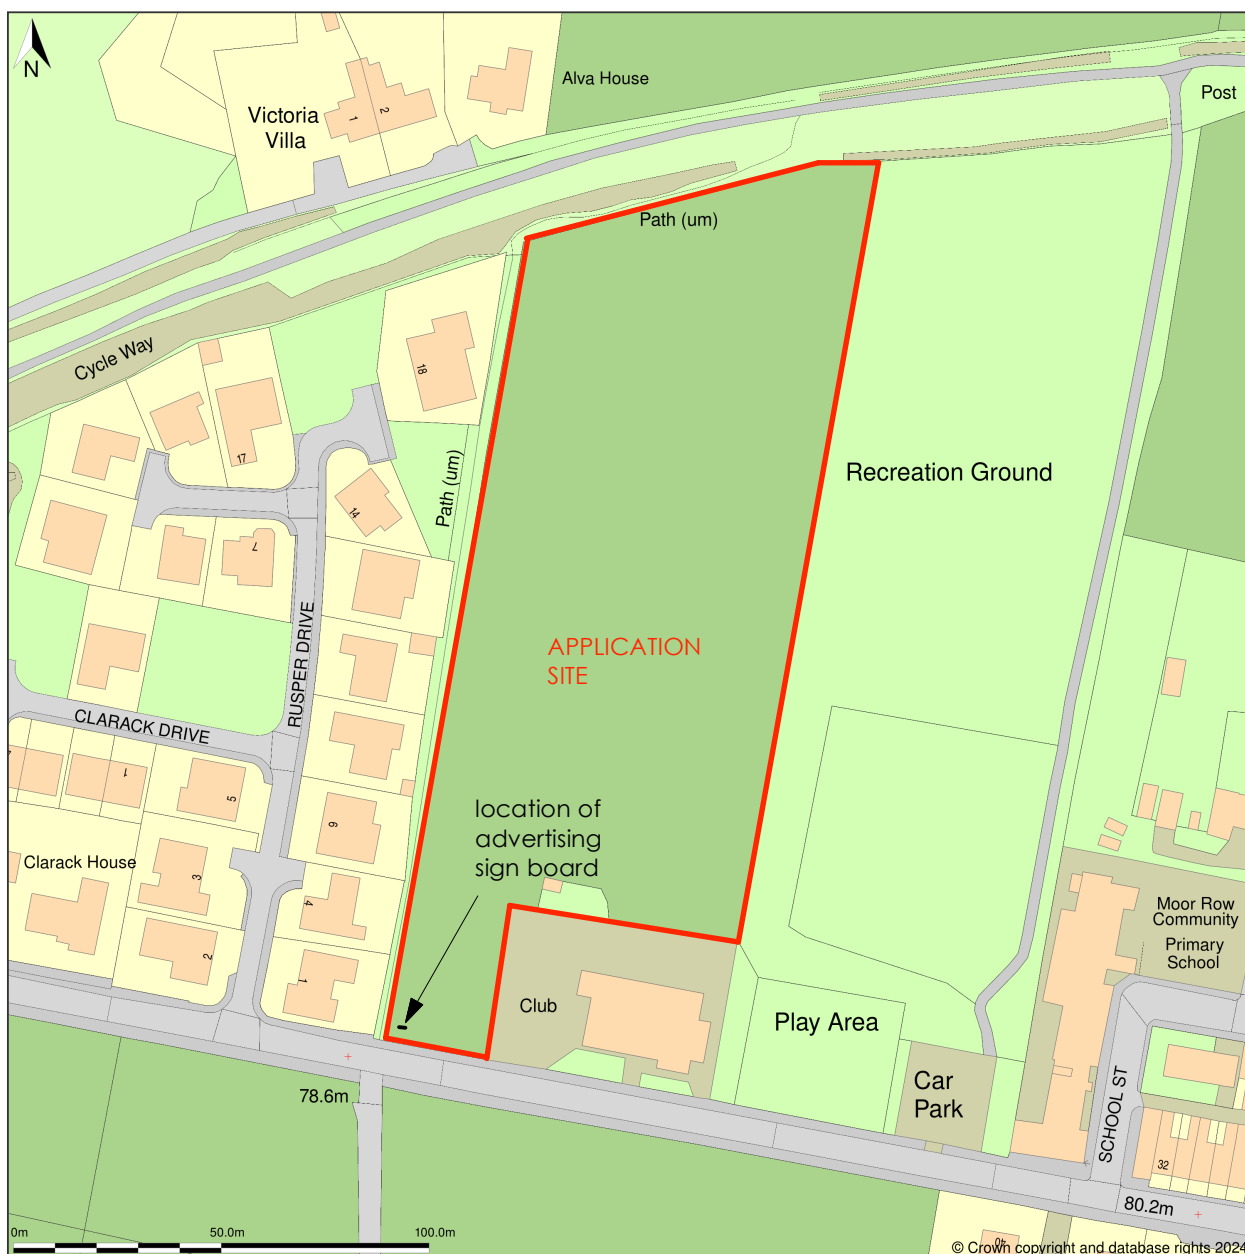 N
Alva House
Victoria
Villa
1
2
Post
Path (um)
Cycle Way
18
17
Path (um)
14
7
Recreation Ground
RUSPER DRIVE
APPLICATION
SITE
CLARACK DRIVE
1
5
6
location of
advertising
sign board
Clarack House
3
4
2
1
Club
Play Area
Car
Park
Moor Row
Community
Primary
School
SCHOOL ST
32
78.6m
80.2m
40
0m
50.0m
100.0m
© Crown copyright and database rights 2024